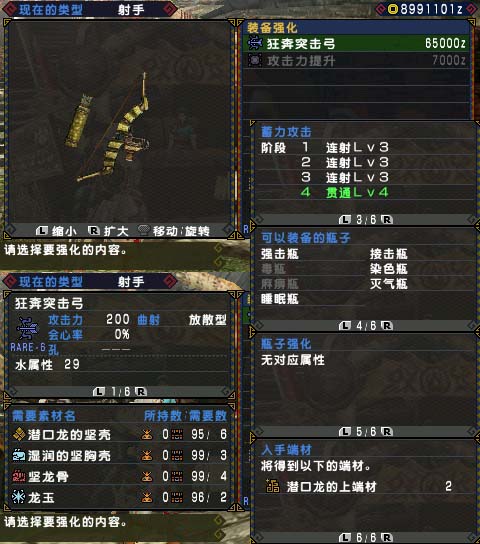 现在的类型 射手
8991101z
装备强化
狂奔突击弓 65000z
攻击力提升 7000z
蓄力攻击
阶段 1 连射Lv3
2 连射Lv3
3 连射Lv3
4 贯通Lv4
L 3/6 R
L 缩小 R 扩大 移动/旋转
请选择要强化的内容。
可以装备的瓶子
强击瓶 接击瓶
毒瓶 染色瓶
麻痹瓶 灭气瓶
睡眠瓶
L 4/6 R
现在的类型 射手
狂奔突击弓
攻击力 200 曲射 放散型
会心率 0%
RARE-6 孔 ---
水属性 29
L 1/6 R
瓶子强化
无对应属性
L 5/6 R
需要素材名 所持数:需要数
潜口龙的坚壳 0 95/ 6
湿润的坚胸壳 0 99/ 3
坚龙骨 0 99/ 4
龙玉 0 96/ 2
请选择要强化的内容。
入手端材
将得到以下的端材。
潜口龙的上端材 2
L 6/6 R